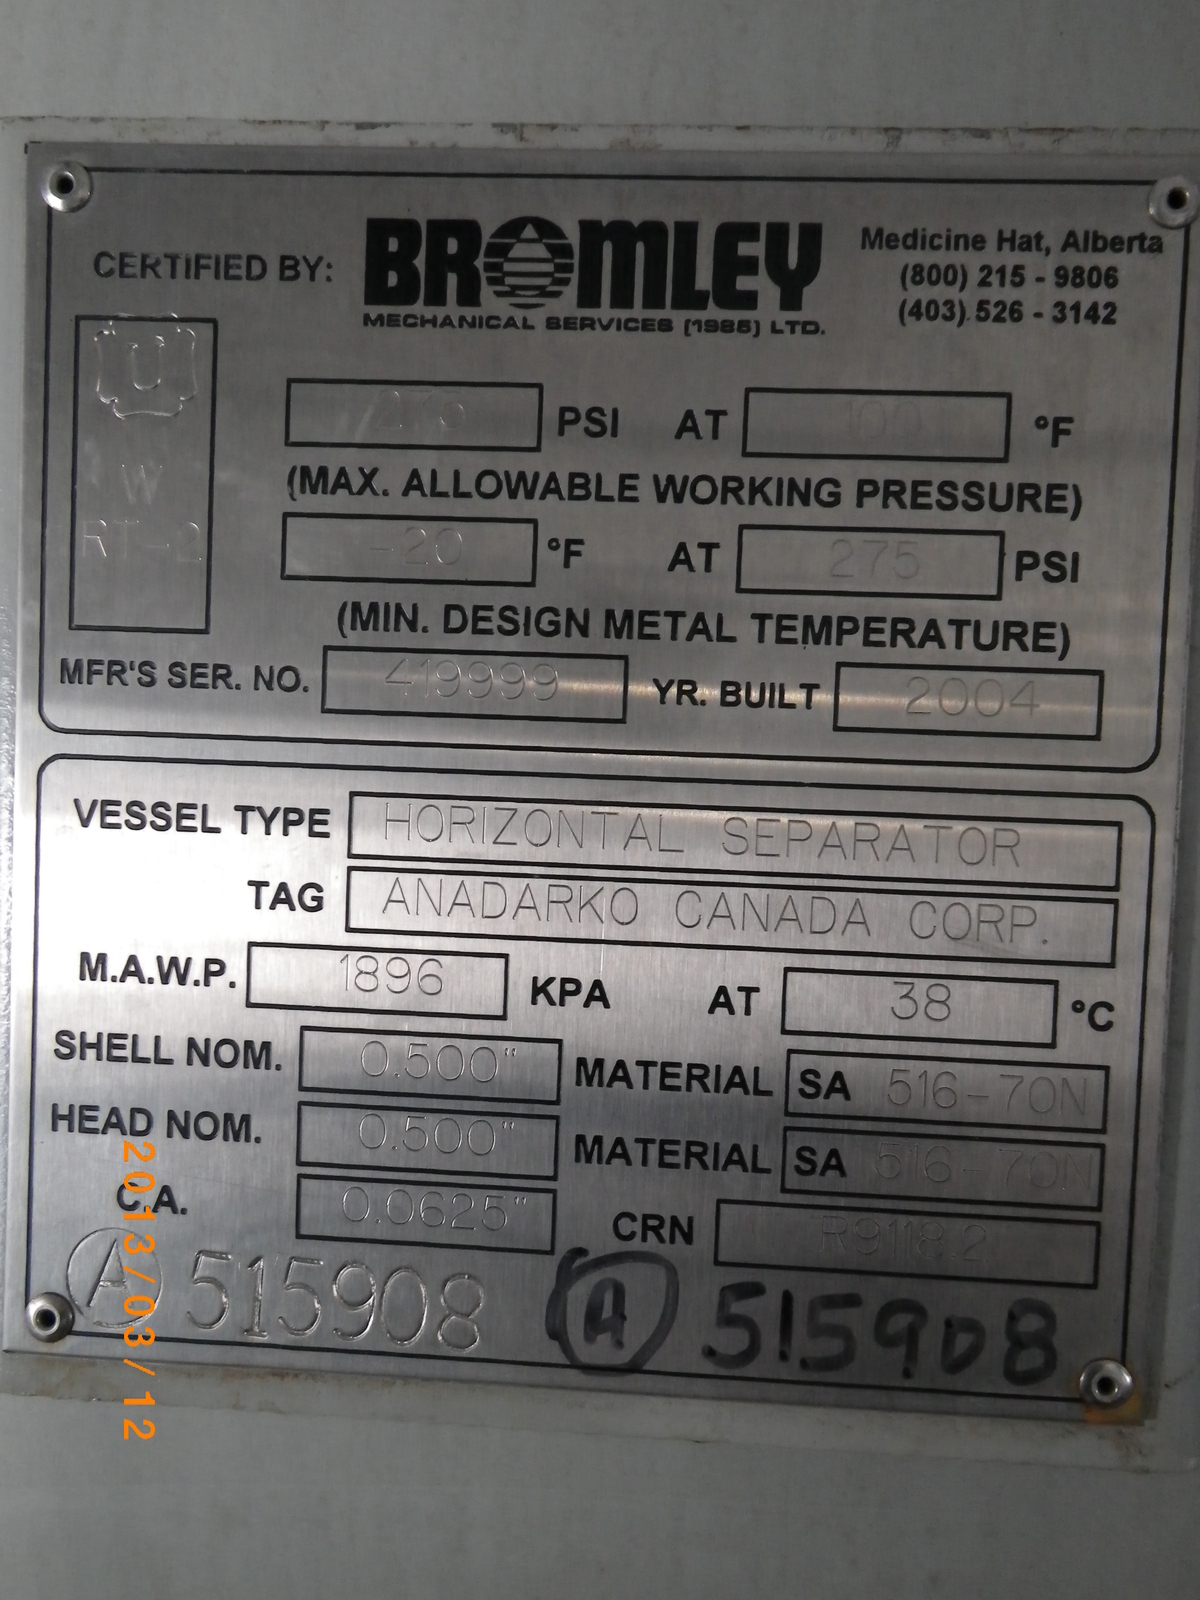 CERTIFIED BY: BROMLEY
MECHANICAL SERVICES (1985) LTD.
Medicine Hat, Alberta
(800) 215 - 9806
(403) 526 - 3142
U
W
RT-2
275 PSI AT 100 °F
(MAX. ALLOWABLE WORKING PRESSURE)
-20 °F AT 275 PSI
(MIN. DESIGN METAL TEMPERATURE)
MFR'S SER. NO. 419999 YR. BUILT 2004
VESSEL TYPE HORIZONTAL SEPARATOR
TAG ANADARKO CANADA CORP.
M.A.W.P. 1896 KPA AT 38 °C
SHELL NOM. 0.500" MATERIAL SA 516-70N
HEAD NOM. 0.500" MATERIAL SA 516-70N
C.A. 0.0625" CRN R9118.2
A 515908 A 515908
2013/03/12